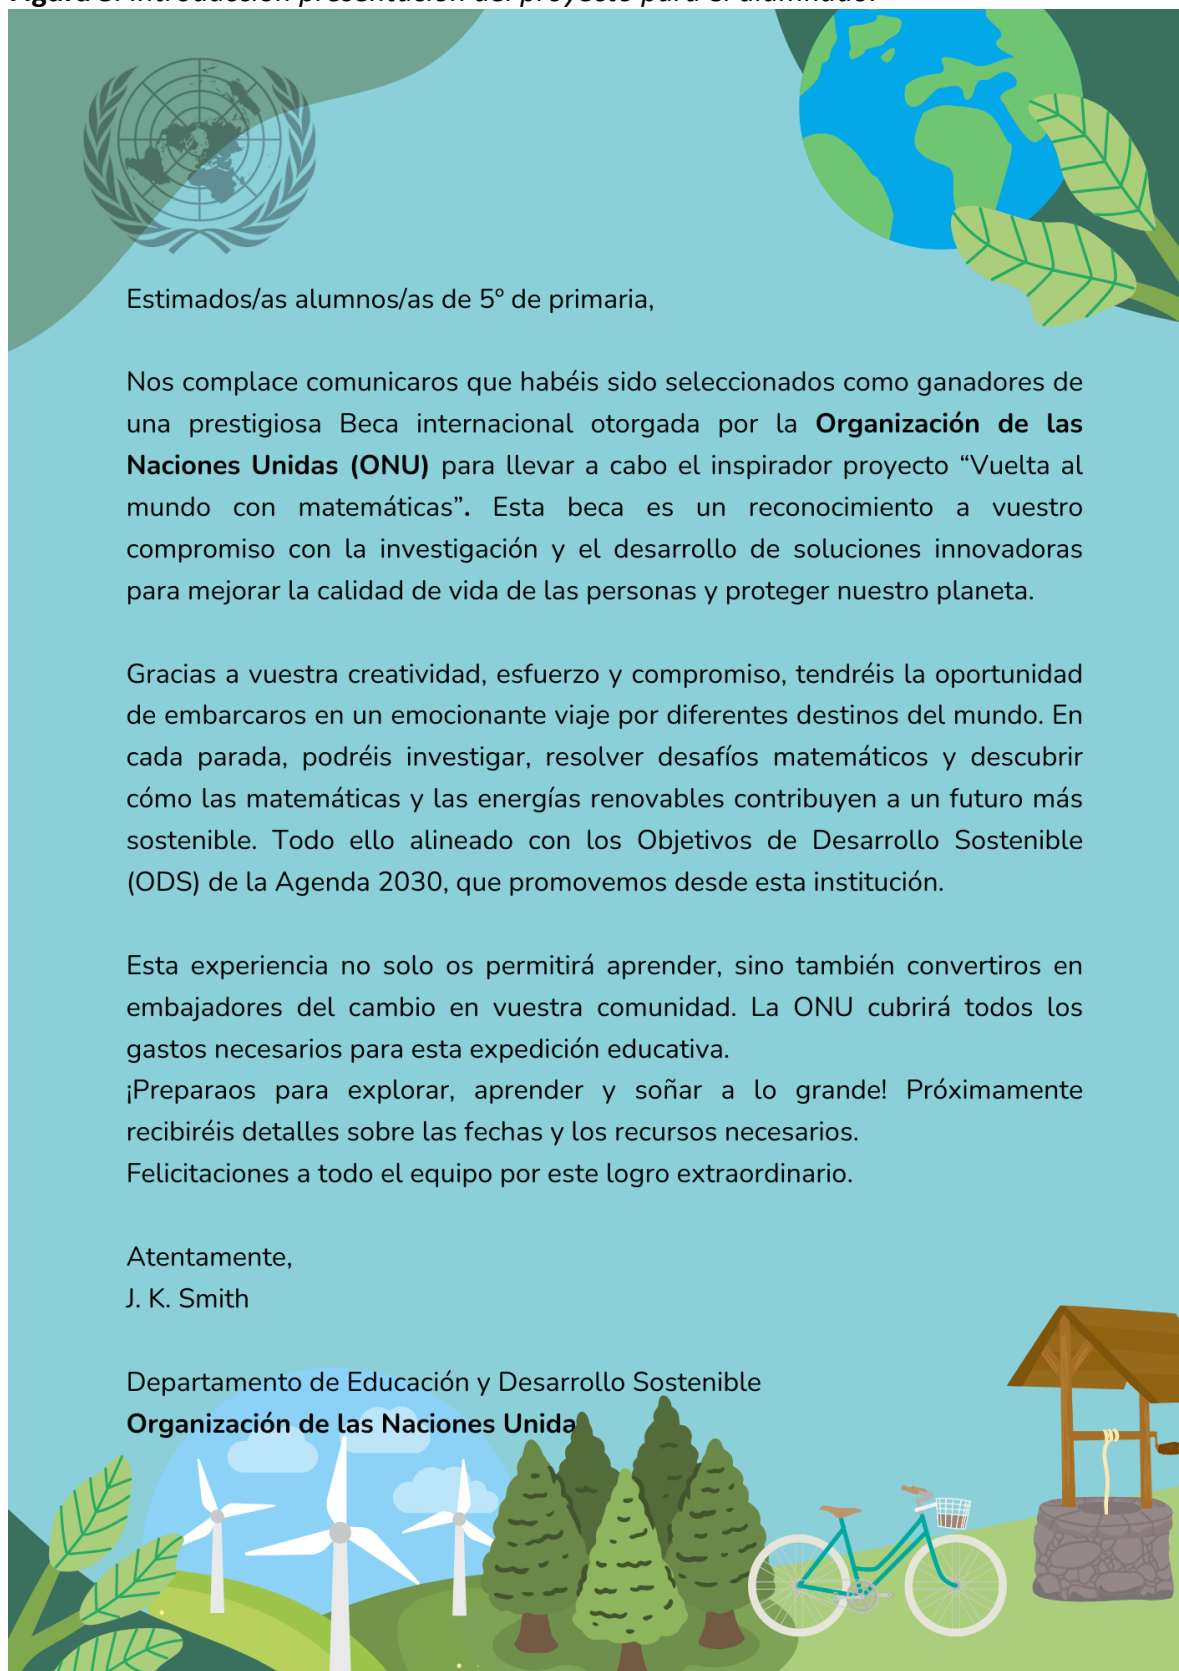 Estimados/as alumnos/as de 5º de primaria,
Nos complace comunicaros que habéis sido seleccionados como ganadores de
una prestigiosa Beca internacional otorgada por la Organización de las
Naciones Unidas (ONU) para llevar a cabo el inspirador proyecto “Vuelta al
mundo con matemáticas”. Esta beca es un reconocimiento a vuestro
compromiso con la investigación y el desarrollo de soluciones innovadoras
para mejorar la calidad de vida de las personas y proteger nuestro planeta.
Gracias a vuestra creatividad, esfuerzo y compromiso, tendréis la oportunidad
de embarcaros en un emocionante viaje por diferentes destinos del mundo. En
cada parada, podréis investigar, resolver desafíos matemáticos y descubrir
cómo las matemáticas y las energías renovables contribuyen a un futuro más
sostenible. Todo ello alineado con los Objetivos de Desarrollo Sostenible
(ODS) de la Agenda 2030, que promovemos desde esta institución.
Esta experiencia no solo os permitirá aprender, sino también convertiros en
embajadores del cambio en vuestra comunidad. La ONU cubrirá todos los
gastos necesarios para esta expedición educativa.
¡Preparaos para explorar, aprender y soñar a lo grande! Próximamente
recibiréis detalles sobre las fechas y los recursos necesarios.
Felicitaciones a todo el equipo por este logro extraordinario.
Atentamente,
J. K. Smith
Departamento de Educación y Desarrollo Sostenible
Organización de las Naciones Unida